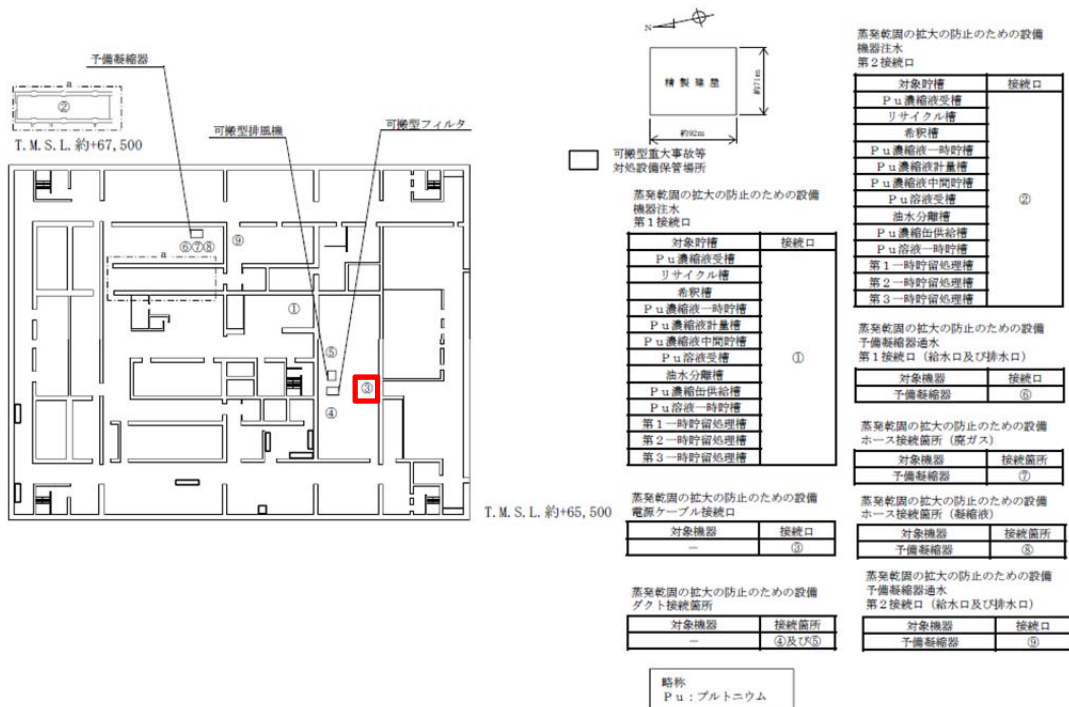 予備凝縮器
a
②
T.M.S.L.約+67,500
可搬型排風機
可搬型フィルタ
⑥⑦⑧
⑨
a
①
⑤
③
④
T.M.S.L.約+65,500
N
精製建屋
約71m
約92m
可搬型重大事故等
対処設備保管場所
蒸発乾固の拡大の防止のための設備
機器注水
第1接続口
対象貯槽 接続口
Pu濃縮液受槽
リサイクル槽
希釈槽
Pu濃縮液一時貯槽
Pu濃縮液計量槽
Pu濃縮液中間貯槽
Pu溶液受槽
油水分離槽
Pu濃縮缶供給槽
Pu溶液一時貯槽
第1一時貯留処理槽
第2一時貯留処理槽
第3一時貯留処理槽
①
蒸発乾固の拡大の防止のための設備
電源ケーブル接続口
対象機器 接続口
－ ③
蒸発乾固の拡大の防止のための設備
ダクト接続箇所
対象機器 接続箇所
－ ④及び⑤
略称
Pu：プルトニウム
蒸発乾固の拡大の防止のための設備
機器注水
第2接続口
対象貯槽 接続口
Pu濃縮液受槽
リサイクル槽
希釈槽
Pu濃縮液一時貯槽
Pu濃縮液計量槽
Pu濃縮液中間貯槽
Pu溶液受槽
油水分離槽
Pu濃縮缶供給槽
Pu溶液一時貯槽
第1一時貯留処理槽
第2一時貯留処理槽
第3一時貯留処理槽
②
蒸発乾固の拡大の防止のための設備
予備凝縮器通水
第1接続口（給水口及び排水口）
対象機器 接続口
予備凝縮器 ⑥
蒸発乾固の拡大の防止のための設備
ホース接続箇所（廃ガス）
対象機器 接続箇所
予備凝縮器 ⑦
蒸発乾固の拡大の防止のための設備
ホース接続箇所（凝縮液）
対象機器 接続箇所
予備凝縮器 ⑧
蒸発乾固の拡大の防止のための設備
予備凝縮器通水
第2接続口（給水口及び排水口）
対象機器 接続口
予備凝縮器 ⑨